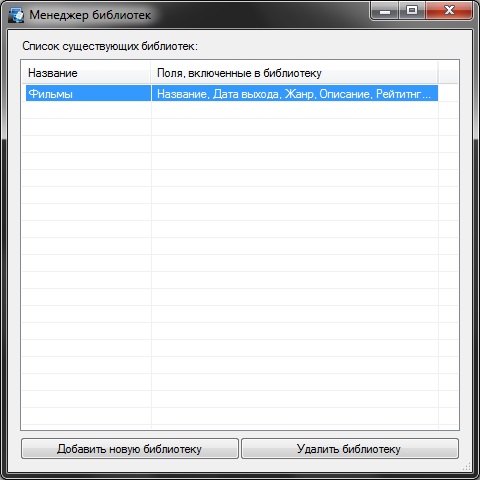 Менеджер библиотек
Список существующих библиотек:
Название Поля, включенные в библиотеку
Фильмы Название, Дата выхода, Жанр, Описание, Рейтитнг...
Добавить новую библиотеку Удалить библиотеку